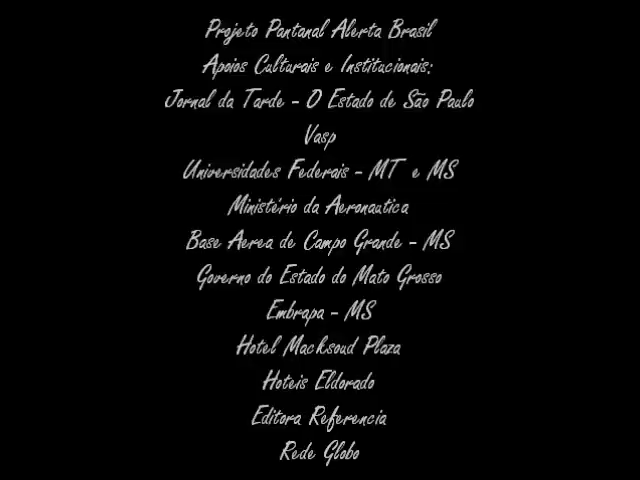 Projeto Pantanal Alerta Brasil
Apoios Culturais e Institucionais:
Jornal da Tarde - O Estado de São Paulo
Vasp
Universidades Federais - MT e MS
Ministério da Aeronautica
Base Aerea de Campo Grande - MS
Governo do Estado do Mato Grosso
Embrapa - MS
Hotel Macksoud Plaza
Hoteis Eldorado
Editora Referencia
Rede Globo